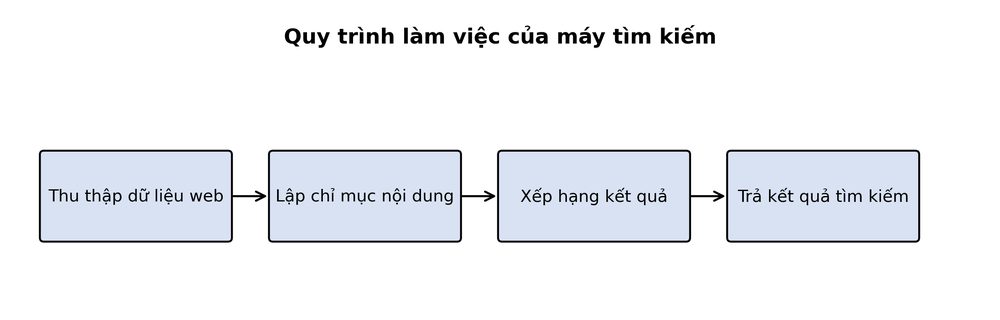 Quy trình làm việc của máy tìm kiếm
Thu thập dữ liệu web
Lập chỉ mục nội dung
Xếp hạng kết quả
Trả kết quả tìm kiếm